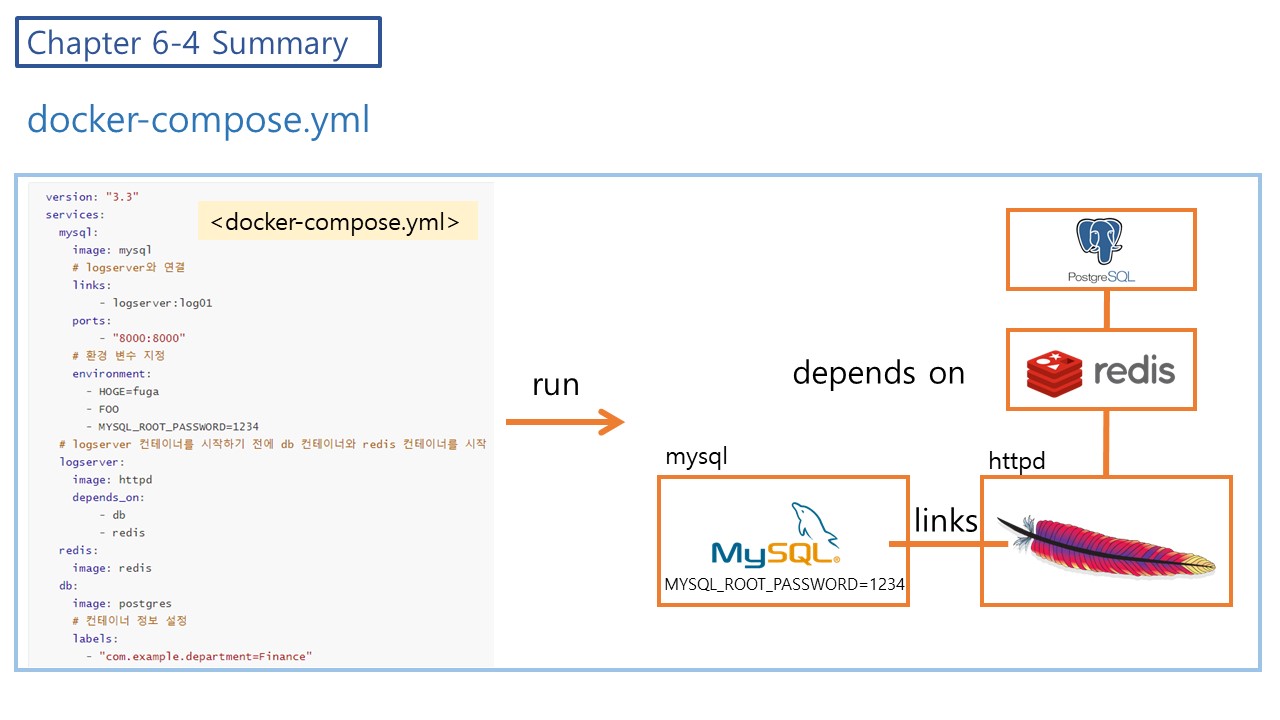 Chapter 6-4 Summary
docker-compose.yml
<docker-compose.yml>
version: "3.3"
services:
  mysql:
    image: mysql
    # logserver와 연결
    links:
        - logserver:log01
    ports:
        - "8000:8000"
    # 환경 변수 지정
    environment:
      - HOGE=fuga
      - FOO
      - MYSQL_ROOT_PASSWORD=1234
  # logserver 컨테이너를 시작하기 전에 db 컨테이너와 redis 컨테이너를 시작
  logserver:
    image: httpd
    depends_on:
        - db
        - redis
  redis:
    image: redis
  db:
    image: postgres
    # 컨테이너 정보 설정
    labels:
      - "com.example.department=Finance"
run
PostgreSQL
depends on
redis
mysql
MySQL
MYSQL_ROOT_PASSWORD=1234
links
httpd